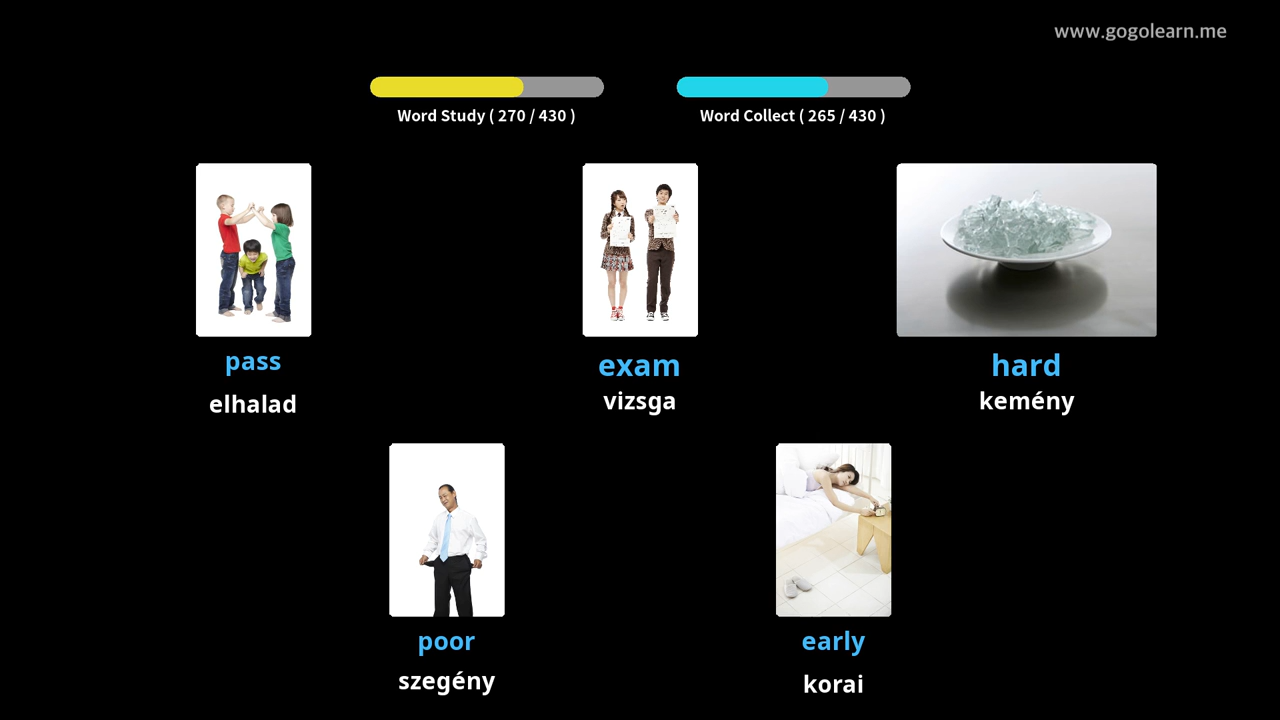 www.gogolearn.me
Word Study ( 270 / 430 )
Word Collect ( 265 / 430 )
pass
elhalad
exam
vizsga
hard
kemény
poor
szegény
early
korai